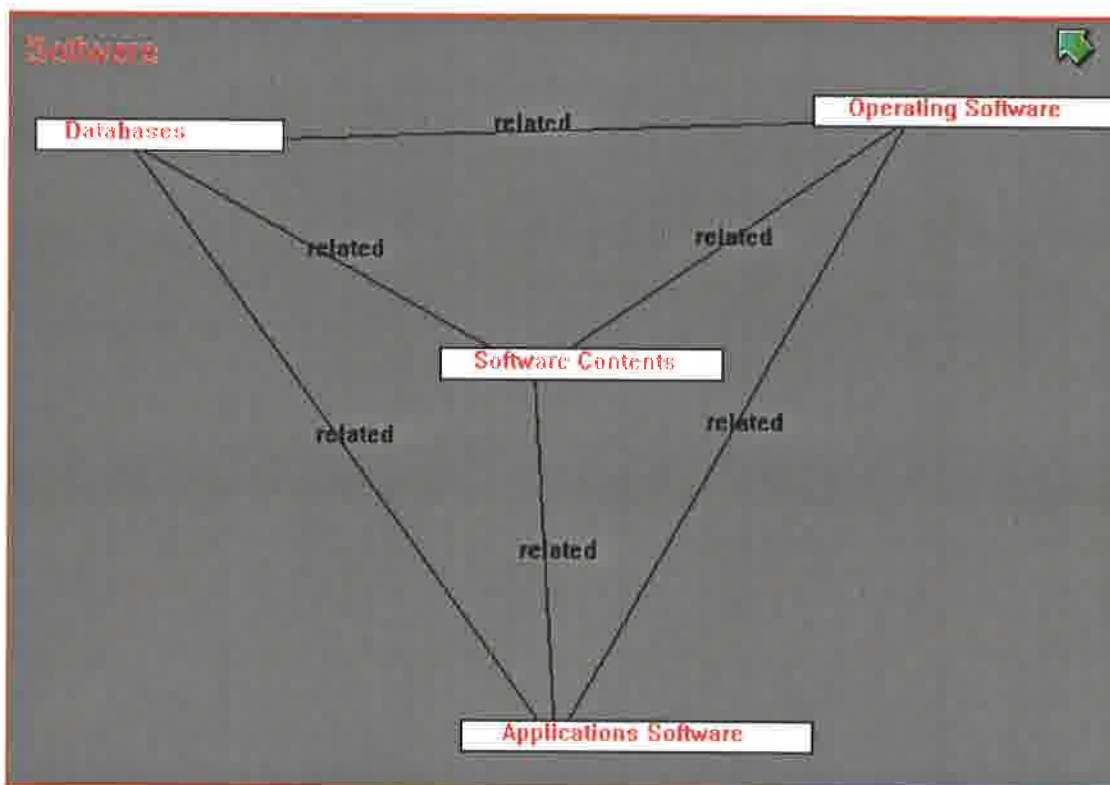 Software
Databases
related
Operating Software
related
related
Software Contents
related
related
related
Applications Software